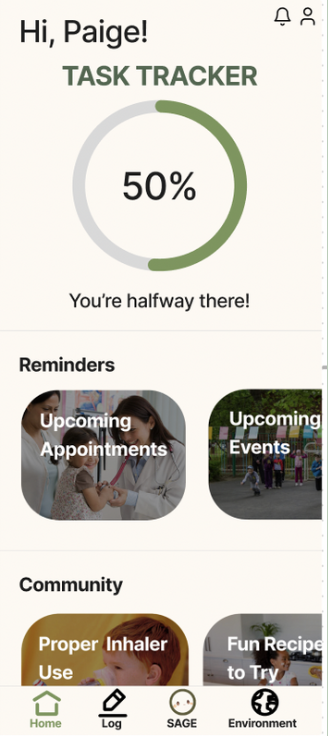 Hi, Paige!
TASK TRACKER
50%
You're halfway there!
Reminders
Upcoming
Appointments
Upcoming
Events
Community
Proper Inhaler
Use
Fun Recipe
to Try
Home
Log
SAGE
Environment